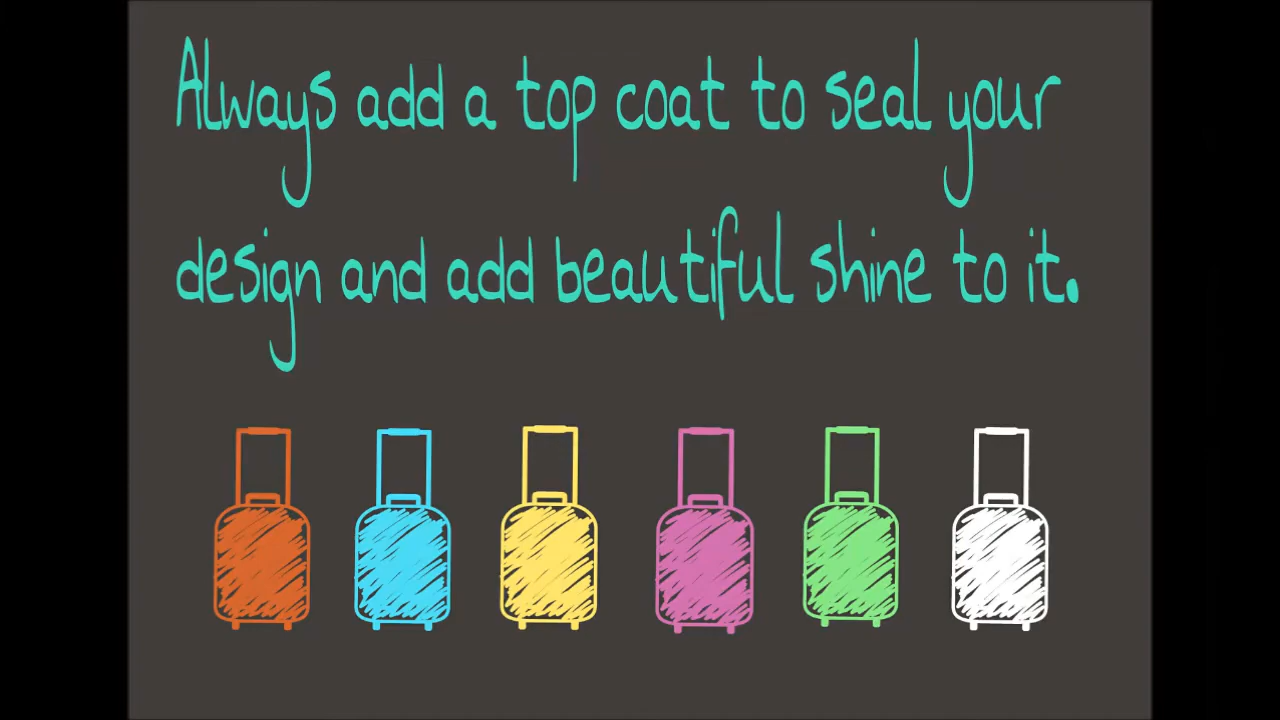 Always add a top coat to seal your
design and add beautiful shine to it.